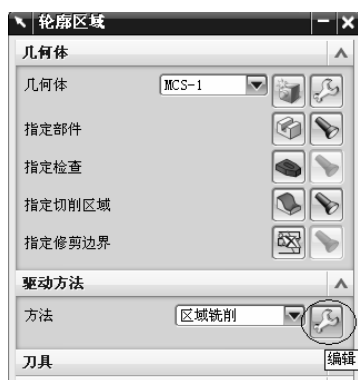 轮廓区域
几何体
几何体 MCS-1
指定部件
指定检查
指定切削区域
指定修剪边界
驱动方法
方法 区域铣削
编辑
刀具